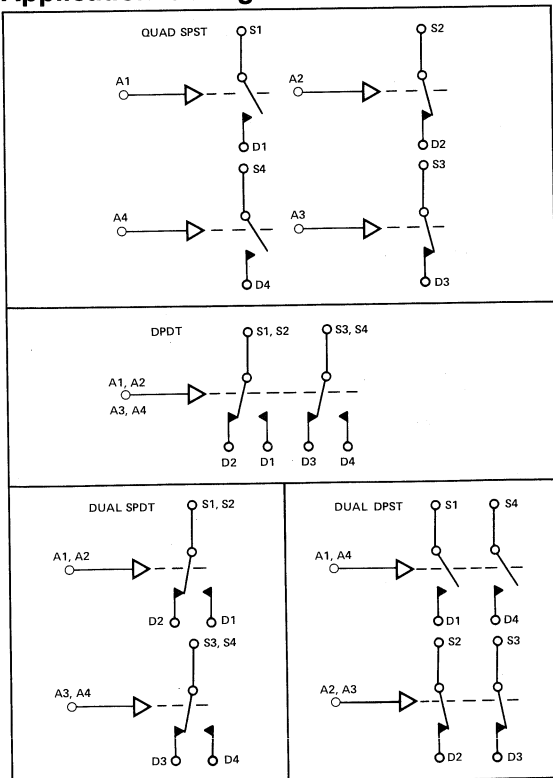 QUAD SPST
S1
S2
A1
A2
D1
D2
S4
S3
A4
A3
D4
D3
DPDT
S1, S2
S3, S4
A1, A2
A3, A4
D2
D1
D3
D4
DUAL SPDT
S1, S2
A1, A2
D2
D1
S3, S4
A3, A4
D3
D4
DUAL DPST
S1
S4
A1, A4
D1
D4
S2
S3
A2, A3
D2
D3